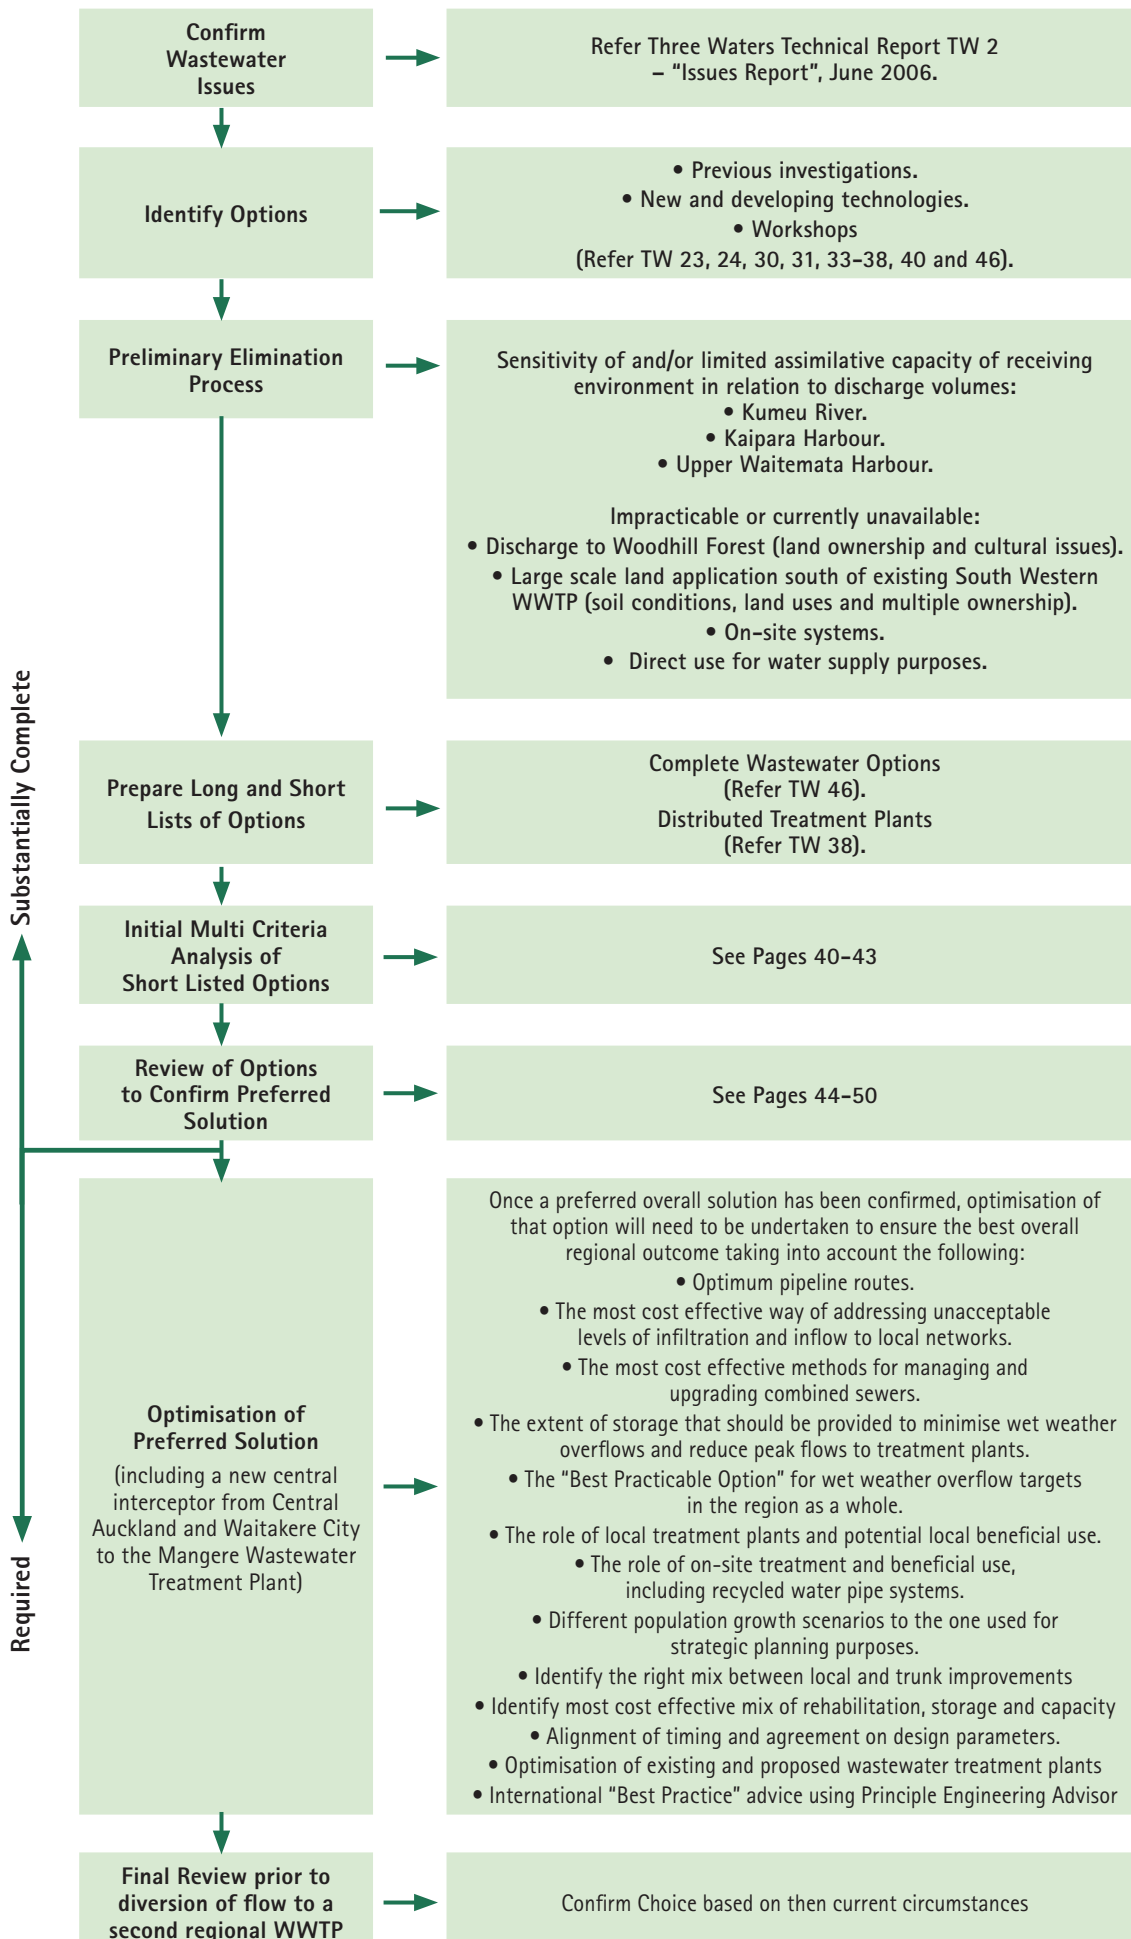 Confirm
Wastewater
Issues
Refer Three Waters Technical Report TW 2
– “Issues Report”, June 2006.
Identify Options
• Previous investigations.
• New and developing technologies.
• Workshops
(Refer TW 23, 24, 30, 31, 33-38, 40 and 46).
Preliminary Elimination
Process
Sensitivity of and/or limited assimilative capacity of receiving
environment in relation to discharge volumes:
• Kumeu River.
• Kaipara Harbour.
• Upper Waitemata Harbour.
Impracticable or currently unavailable:
• Discharge to Woodhill Forest (land ownership and cultural issues).
• Large scale land application south of existing South Western
WWTP (soil conditions, land uses and multiple ownership).
• On-site systems.
• Direct use for water supply purposes.
Prepare Long and Short
Lists of Options
Complete Wastewater Options
(Refer TW 46).
Distributed Treatment Plants
(Refer TW 38).
Initial Multi Criteria
Analysis of
Short Listed Options
See Pages 40-43
Review of Options
to Confirm Preferred
Solution
See Pages 44-50
Substantially Complete
Required
Optimisation of
Preferred Solution
(including a new central
interceptor from Central
Auckland and Waitakere City
to the Mangere Wastewater
Treatment Plant)
Once a preferred overall solution has been confirmed, optimisation of
that option will need to be undertaken to ensure the best overall
regional outcome taking into account the following:
• Optimum pipeline routes.
• The most cost effective way of addressing unacceptable
levels of infiltration and inflow to local networks.
• The most cost effective methods for managing and
upgrading combined sewers.
• The extent of storage that should be provided to minimise wet weather
overflows and reduce peak flows to treatment plants.
• The “Best Practicable Option” for wet weather overflow targets
in the region as a whole.
• The role of local treatment plants and potential local beneficial use.
• The role of on-site treatment and beneficial use,
including recycled water pipe systems.
• Different population growth scenarios to the one used for
strategic planning purposes.
• Identify the right mix between local and trunk improvements
• Identify most cost effective mix of rehabilitation, storage and capacity
• Alignment of timing and agreement on design parameters.
• Optimisation of existing and proposed wastewater treatment plants
• International “Best Practice” advice using Principle Engineering Advisor
Final Review prior to
diversion of flow to a
second regional WWTP
Confirm Choice based on then current circumstances